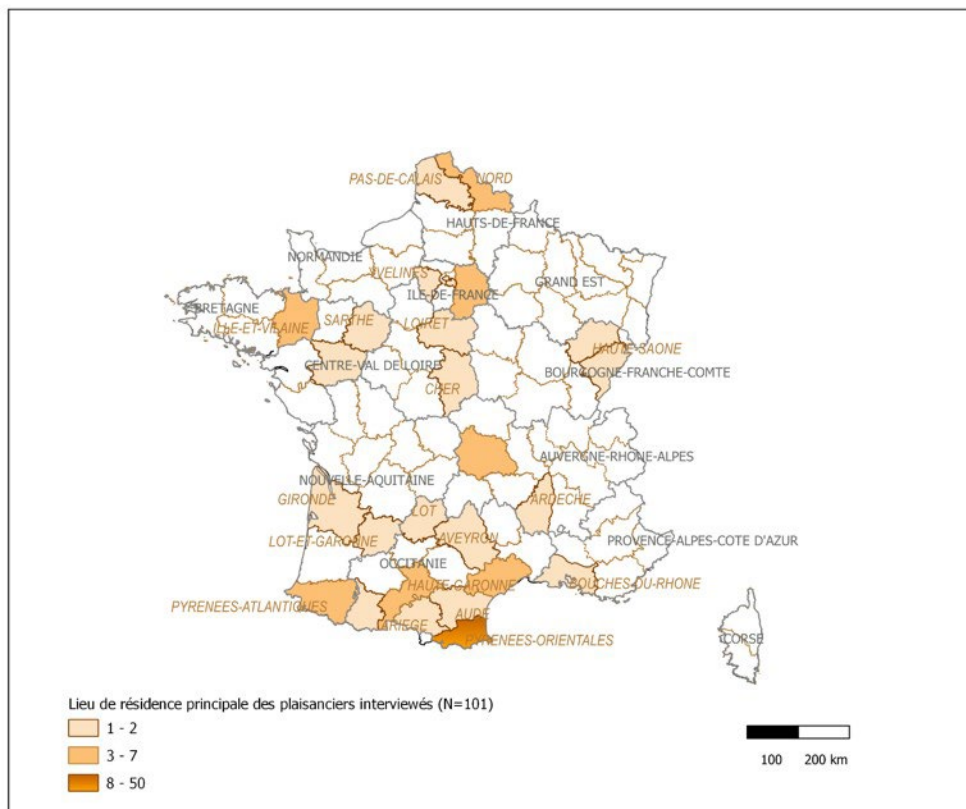 PAS-DE-CALAIS
NORD
HAUTS-DE-FRANCE
NORMANDIE
YVELINES
GRAND EST
ILE-DE-FRANCE
BRETAGNE
ILLE-ET-VILAINE
SARTHE
LOIRET
HAUTE-SAONE
CENTRE-VAL DE LOIRE
BOURGOGNE-FRANCHE-COMTE
CHER
AUVERGNE-RHONE-ALPES
NOUVELLE-AQUITAINE
GIRONDE
ARDECHE
LOT
LOT-ET-GARONNE
AVEYRON
PROVENCE-ALPES-COTE D'AZUR
OCCITANIE
HAUTE-GARONNE
BOUCHES-DU-RHONE
PYRENEES-ATLANTIQUES
AUDE
ARIEGE
PYRENEES-ORIENTALES
CORSE
Lieu de résidence principale des plaisanciers interviewés (N=101)
1 - 2
3 - 7
8 - 50
100 200 km